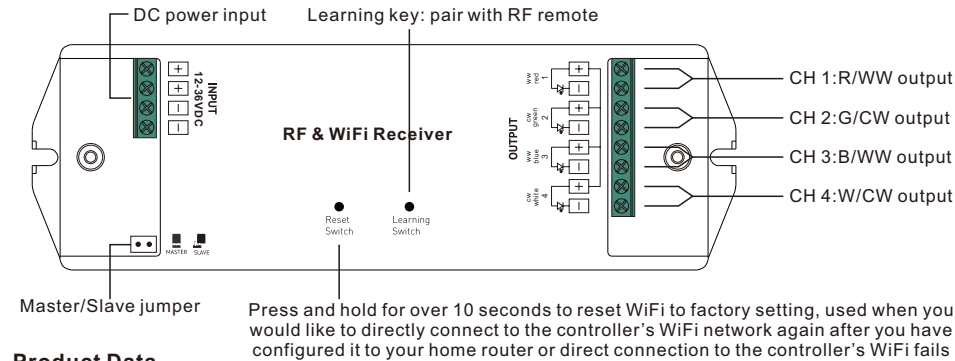 DC power input
Learning key: pair with RF remote
+
+
-
-
INPUT
12-36VDC
RF & WiFi Receiver
OUTPUT
ww
red
1
+
-
cw
green
2
-
ww
blue
3
+
-
cw
white
4
+
-
CH 1:R/WW output
CH 2:G/CW output
CH 3:B/WW output
CH 4:W/CW output
Reset
Switch
Learning
Switch
MASTER
SLAVE
Master/Slave jumper
Press and hold for over 10 seconds to reset WiFi to factory setting, used when you
would like to directly connect to the controller's WiFi network again after you have
configured it to your home router or direct connection to the controller's WiFi fails
Product Data